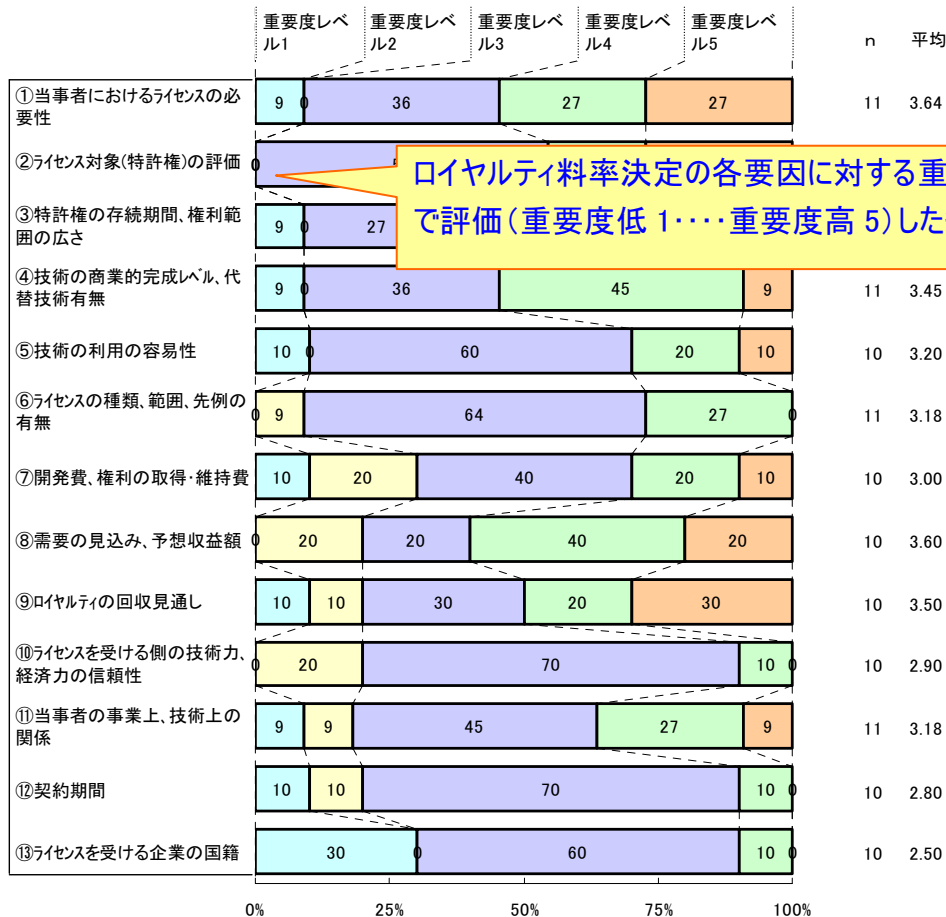 重要度レベ
ル1
重要度レベ
ル2
重要度レベ
ル3
重要度レベ
ル4
重要度レベ
ル5
n 平均
①当事者におけるライセンスの必
要性
9 0 36 27 27 11 3.64
②ライセンス対象(特許権)の評価
0
ロイヤルティ料率決定の各要因に対する重
で評価(重要度低 1‥‥重要度高 5)した
③特許権の存続期間、権利範
囲の広さ
9 0 27
④技術の商業的完成レベル、代
替技術有無
9 0 36 45 9 11 3.45
⑤技術の利用の容易性
10 0 60 20 10 10 3.20
⑥ライセンスの種類、範囲、先例の
有無
0 9 64 27 0 11 3.18
⑦開発費、権利の取得・維持費
10 20 40 20 10 10 3.00
⑧需要の見込み、予想収益額
0 20 20 40 20 10 3.60
⑨ロイヤルティの回収見通し
10 10 30 20 30 10 3.50
⑩ライセンスを受ける側の技術力、
経済力の信頼性
0 20 70 10 0 10 2.90
⑪当事者の事業上、技術上の
関係
9 9 45 27 9 11 3.18
⑫契約期間
10 10 70 10 0 10 2.80
⑬ライセンスを受ける企業の国籍
30 0 60 10 0 10 2.50
0% 25% 50% 75% 100%